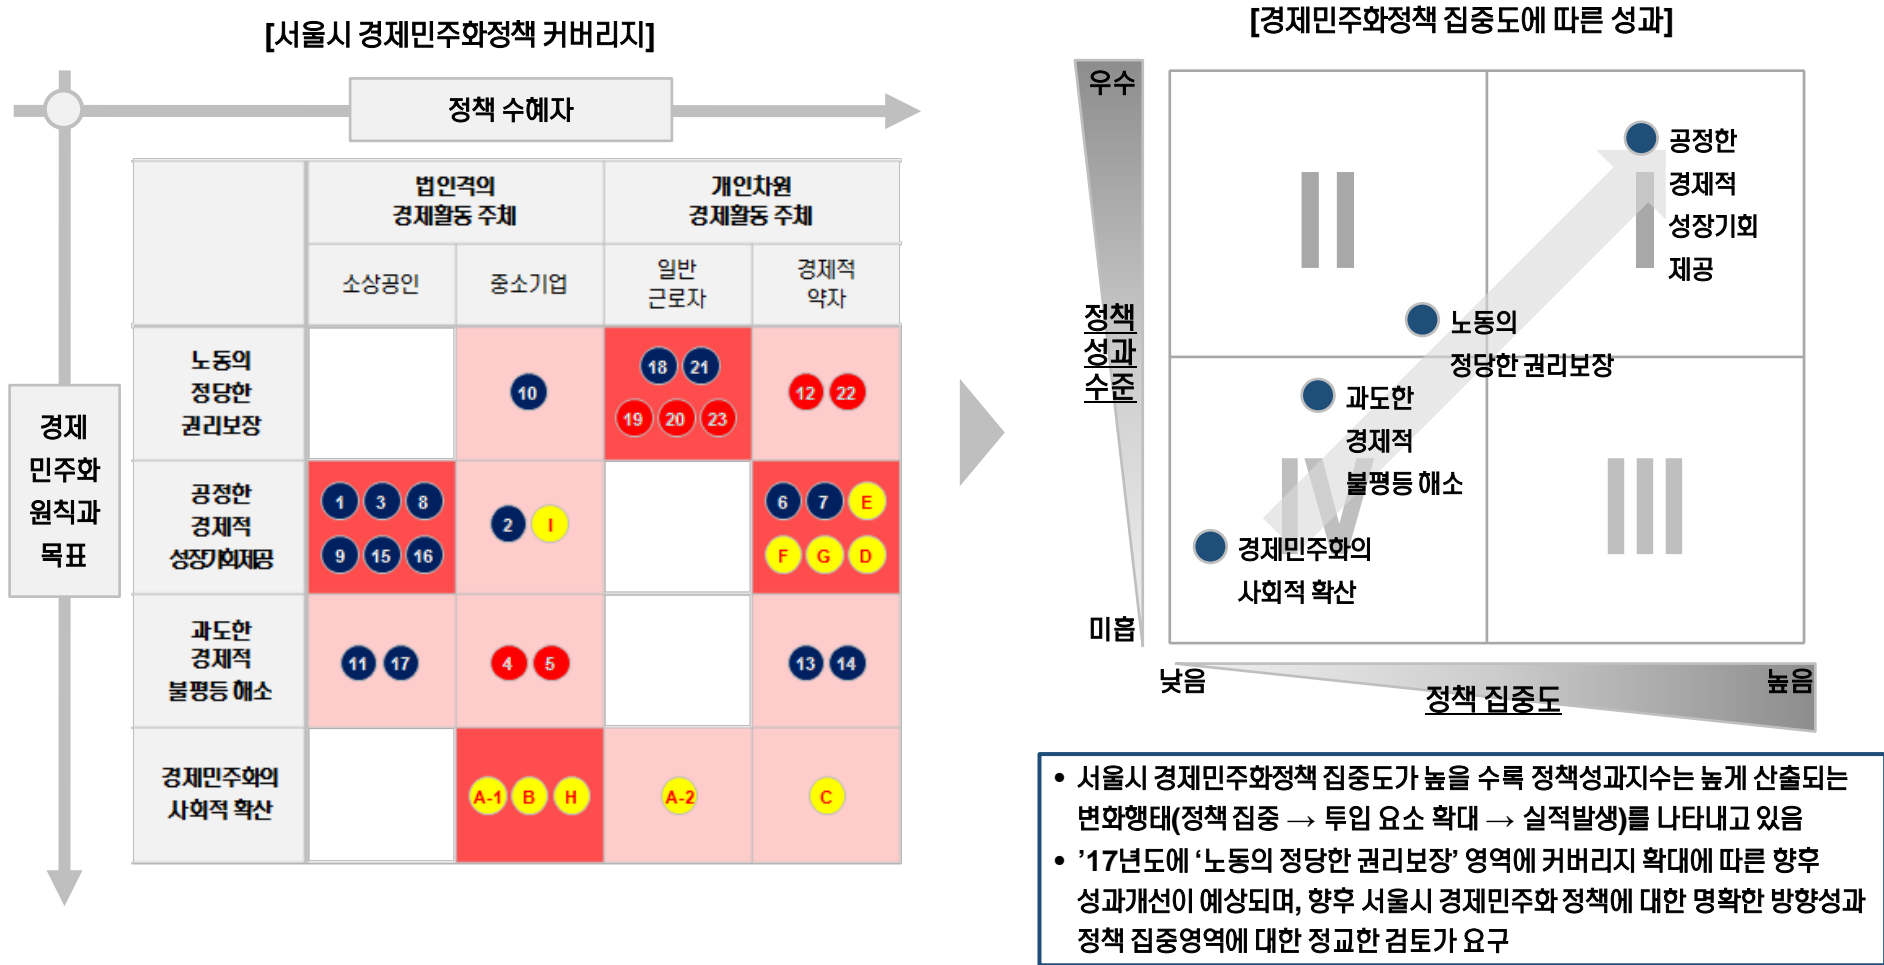 [서울시 경제민주화정책 커버리지]
정책 수혜자
경제
민주화
원칙과
목표
법인격의
경제활동 주체
개인차원
경제활동 주체
소상공인
중소기업
일반
근로자
경제적
약자
노동의
정당한
권리보장
10
18 21
19 20 23
12 22
공정한
경제적
성장기회제공
1 3 8
9 15 16
2 I
6 7 E
F G D
과도한
경제적
불평등 해소
11 17
4 5
13 14
경제민주화의
사회적 확산
A-1 B H
A-2
C
[경제민주화정책 집중도에 따른 성과]
우수
정책
성과
수준
미흡
II
I
IV
III
공정한
경제적
성장기회
제공
노동의
정당한 권리보장
과도한
경제적
불평등 해소
경제민주화의
사회적 확산
낮음
정책 집중도
높음
• 서울시 경제민주화정책 집중도가 높을 수록 정책성과지수는 높게 산출되는
변화행태(정책 집중 → 투입 요소 확대 → 실적발생)를 나타내고 있음
• ’17년도에 ‘노동의 정당한 권리보장’ 영역에 커버리지 확대에 따른 향후
성과개선이 예상되며, 향후 서울시 경제민주화 정책에 대한 명확한 방향성과
정책 집중영역에 대한 정교한 검토가 요구